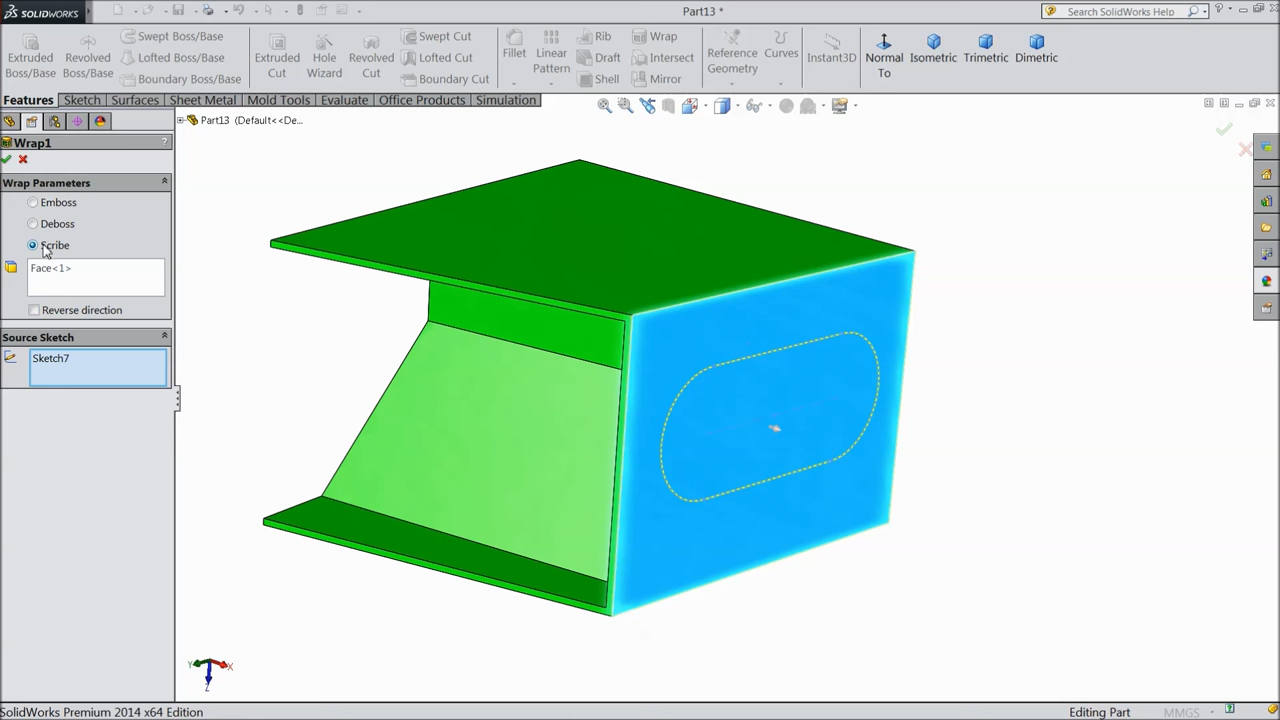 SOLIDWORKS
Part13 *
Search SolidWorks Help
Extruded Boss/Base
Revolved Boss/Base
Swept Boss/Base
Lofted Boss/Base
Boundary Boss/Base
Extruded Cut
Hole Wizard
Revolved Cut
Swept Cut
Lofted Cut
Boundary Cut
Fillet
Linear Pattern
Rib
Draft
Shell
Wrap
Intersect
Mirror
Reference Geometry
Curves
Instant3D
Normal To
Isometric
Trimetric
Dimetric
Features
Sketch
Surfaces
Sheet Metal
Mold Tools
Evaluate
Office Products
Simulation
Part13 (Default<<De...
Wrap1
?
Wrap Parameters
Emboss
Deboss
Scribe
Face<1>
Reverse direction
Source Sketch
Sketch7
Y
X
Z
SolidWorks Premium 2014 x64 Edition
Editing Part
MMGS